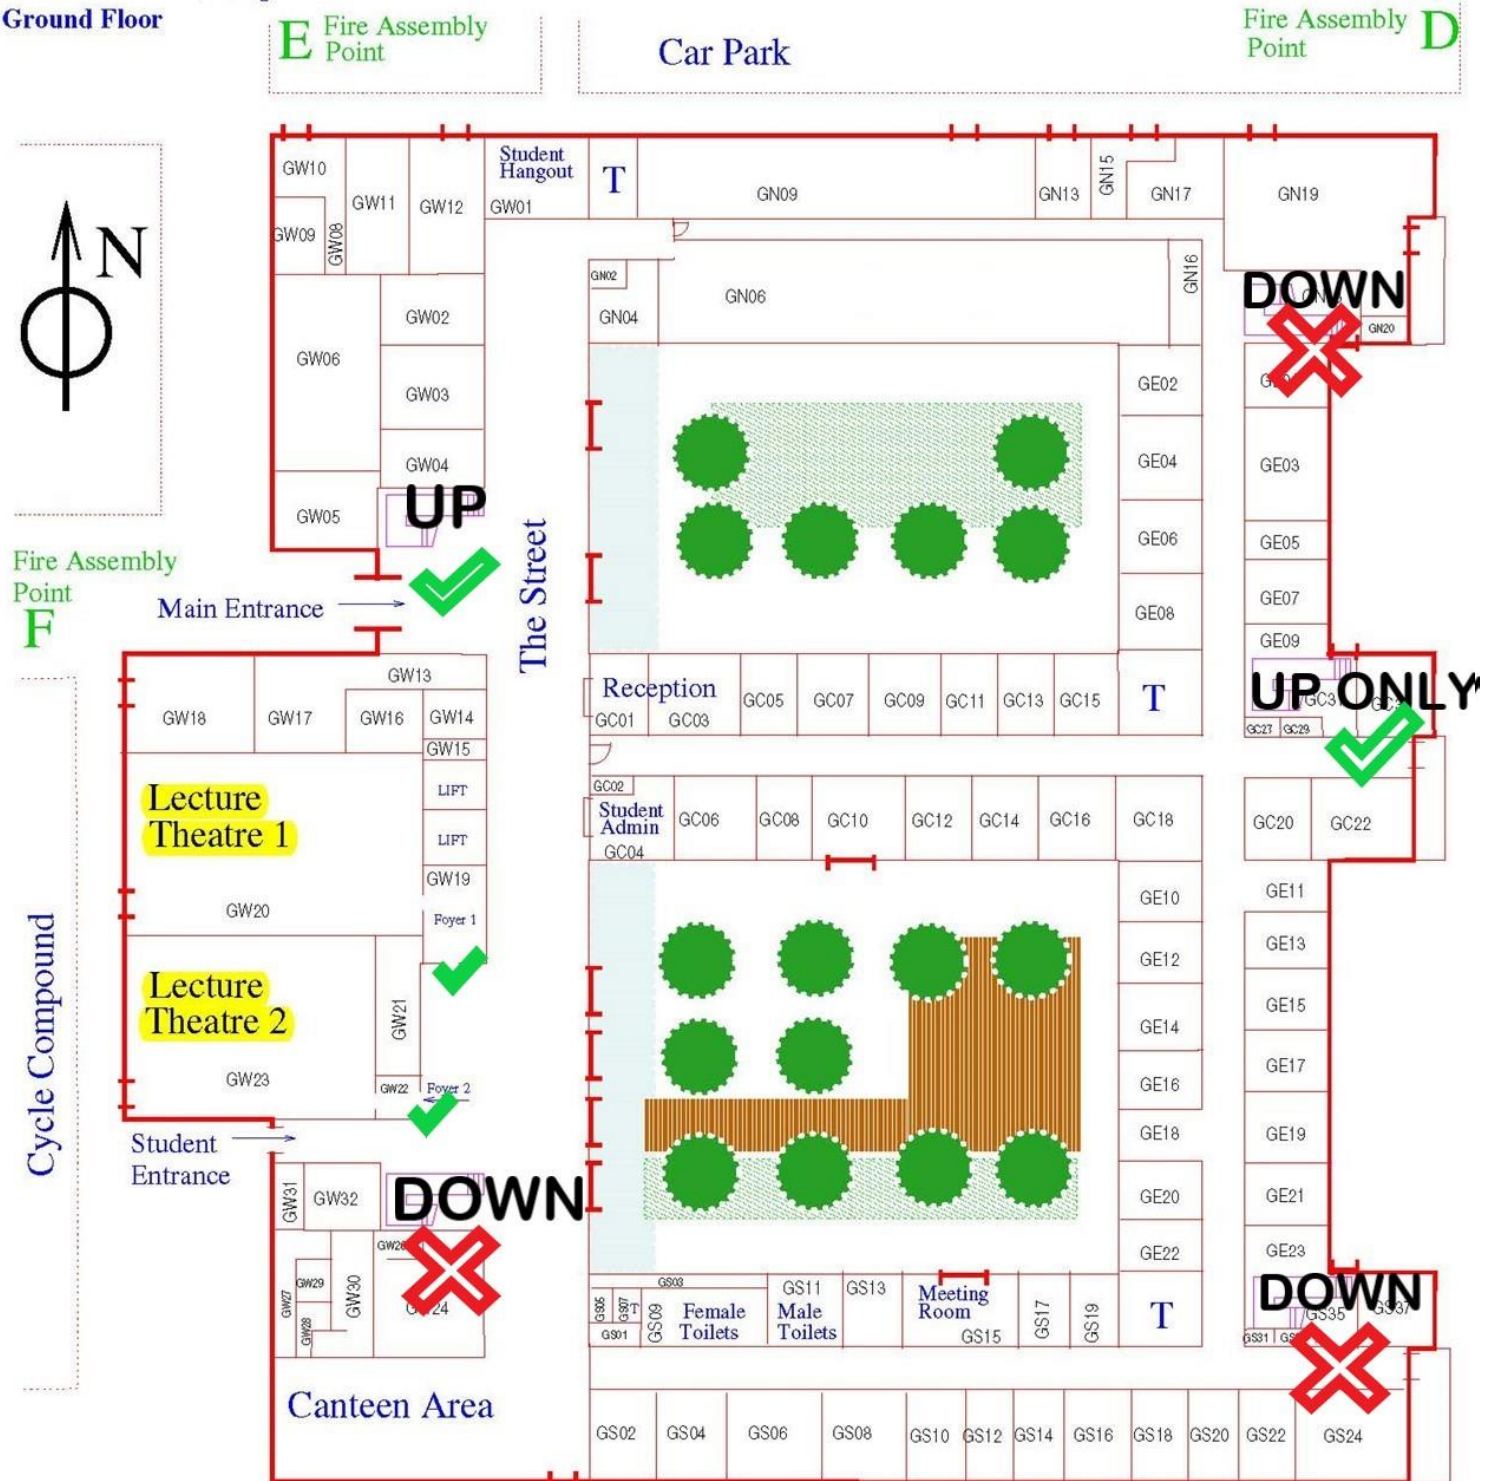 Ground Floor
E Fire Assembly
Point
Car Park
Fire Assembly
Point D
N
GW10
GW09
GW08
GW11
GW12
Student
Hangout
GW01
T
GN09
GN13
GN15
GN17
GN19
GN02
GN04
GN06
GN16
DOWN
GN20
GW06
GW02
GW03
GW04
GW05
UP
The Street
GE02
GE04
GE06
GE08
GE03
GE05
GE07
GE09
Fire Assembly
Point
F
Main Entrance
GW13
GW18
GW17
GW16
GW14
GW15
Reception
GC01
GC03
GC05
GC07
GC09
GC11
GC13
GC15
T
UP ONLY
GC27
GC29
Lecture
Theatre 1
GW20
LIFT
LIFT
GW19
Foyer 1
GC02
Student
Admin
GC04
GC06
GC08
GC10
GC12
GC14
GC16
GC18
GC20
GC22
Cycle Compound
Lecture
Theatre 2
GW23
GW21
GW22
Foyer 2
GE10
GE12
GE14
GE16
GE18
GE20
GE22
GE11
GE13
GE15
GE17
GE19
GE21
GE23
Student
Entrance
GW31
GW32
DOWN
GW27
GW29
GW28
GW30
GS03
GS05
GS07
T
GS01
GS09
Female
Toilets
GS11
Male
Toilets
GS13
Meeting
Room
GS15
GS17
GS19
T
DOWN
GS35
GS37
GS31
Canteen Area
GS02
GS04
GS06
GS08
GS10
GS12
GS14
GS16
GS18
GS20
GS22
GS24